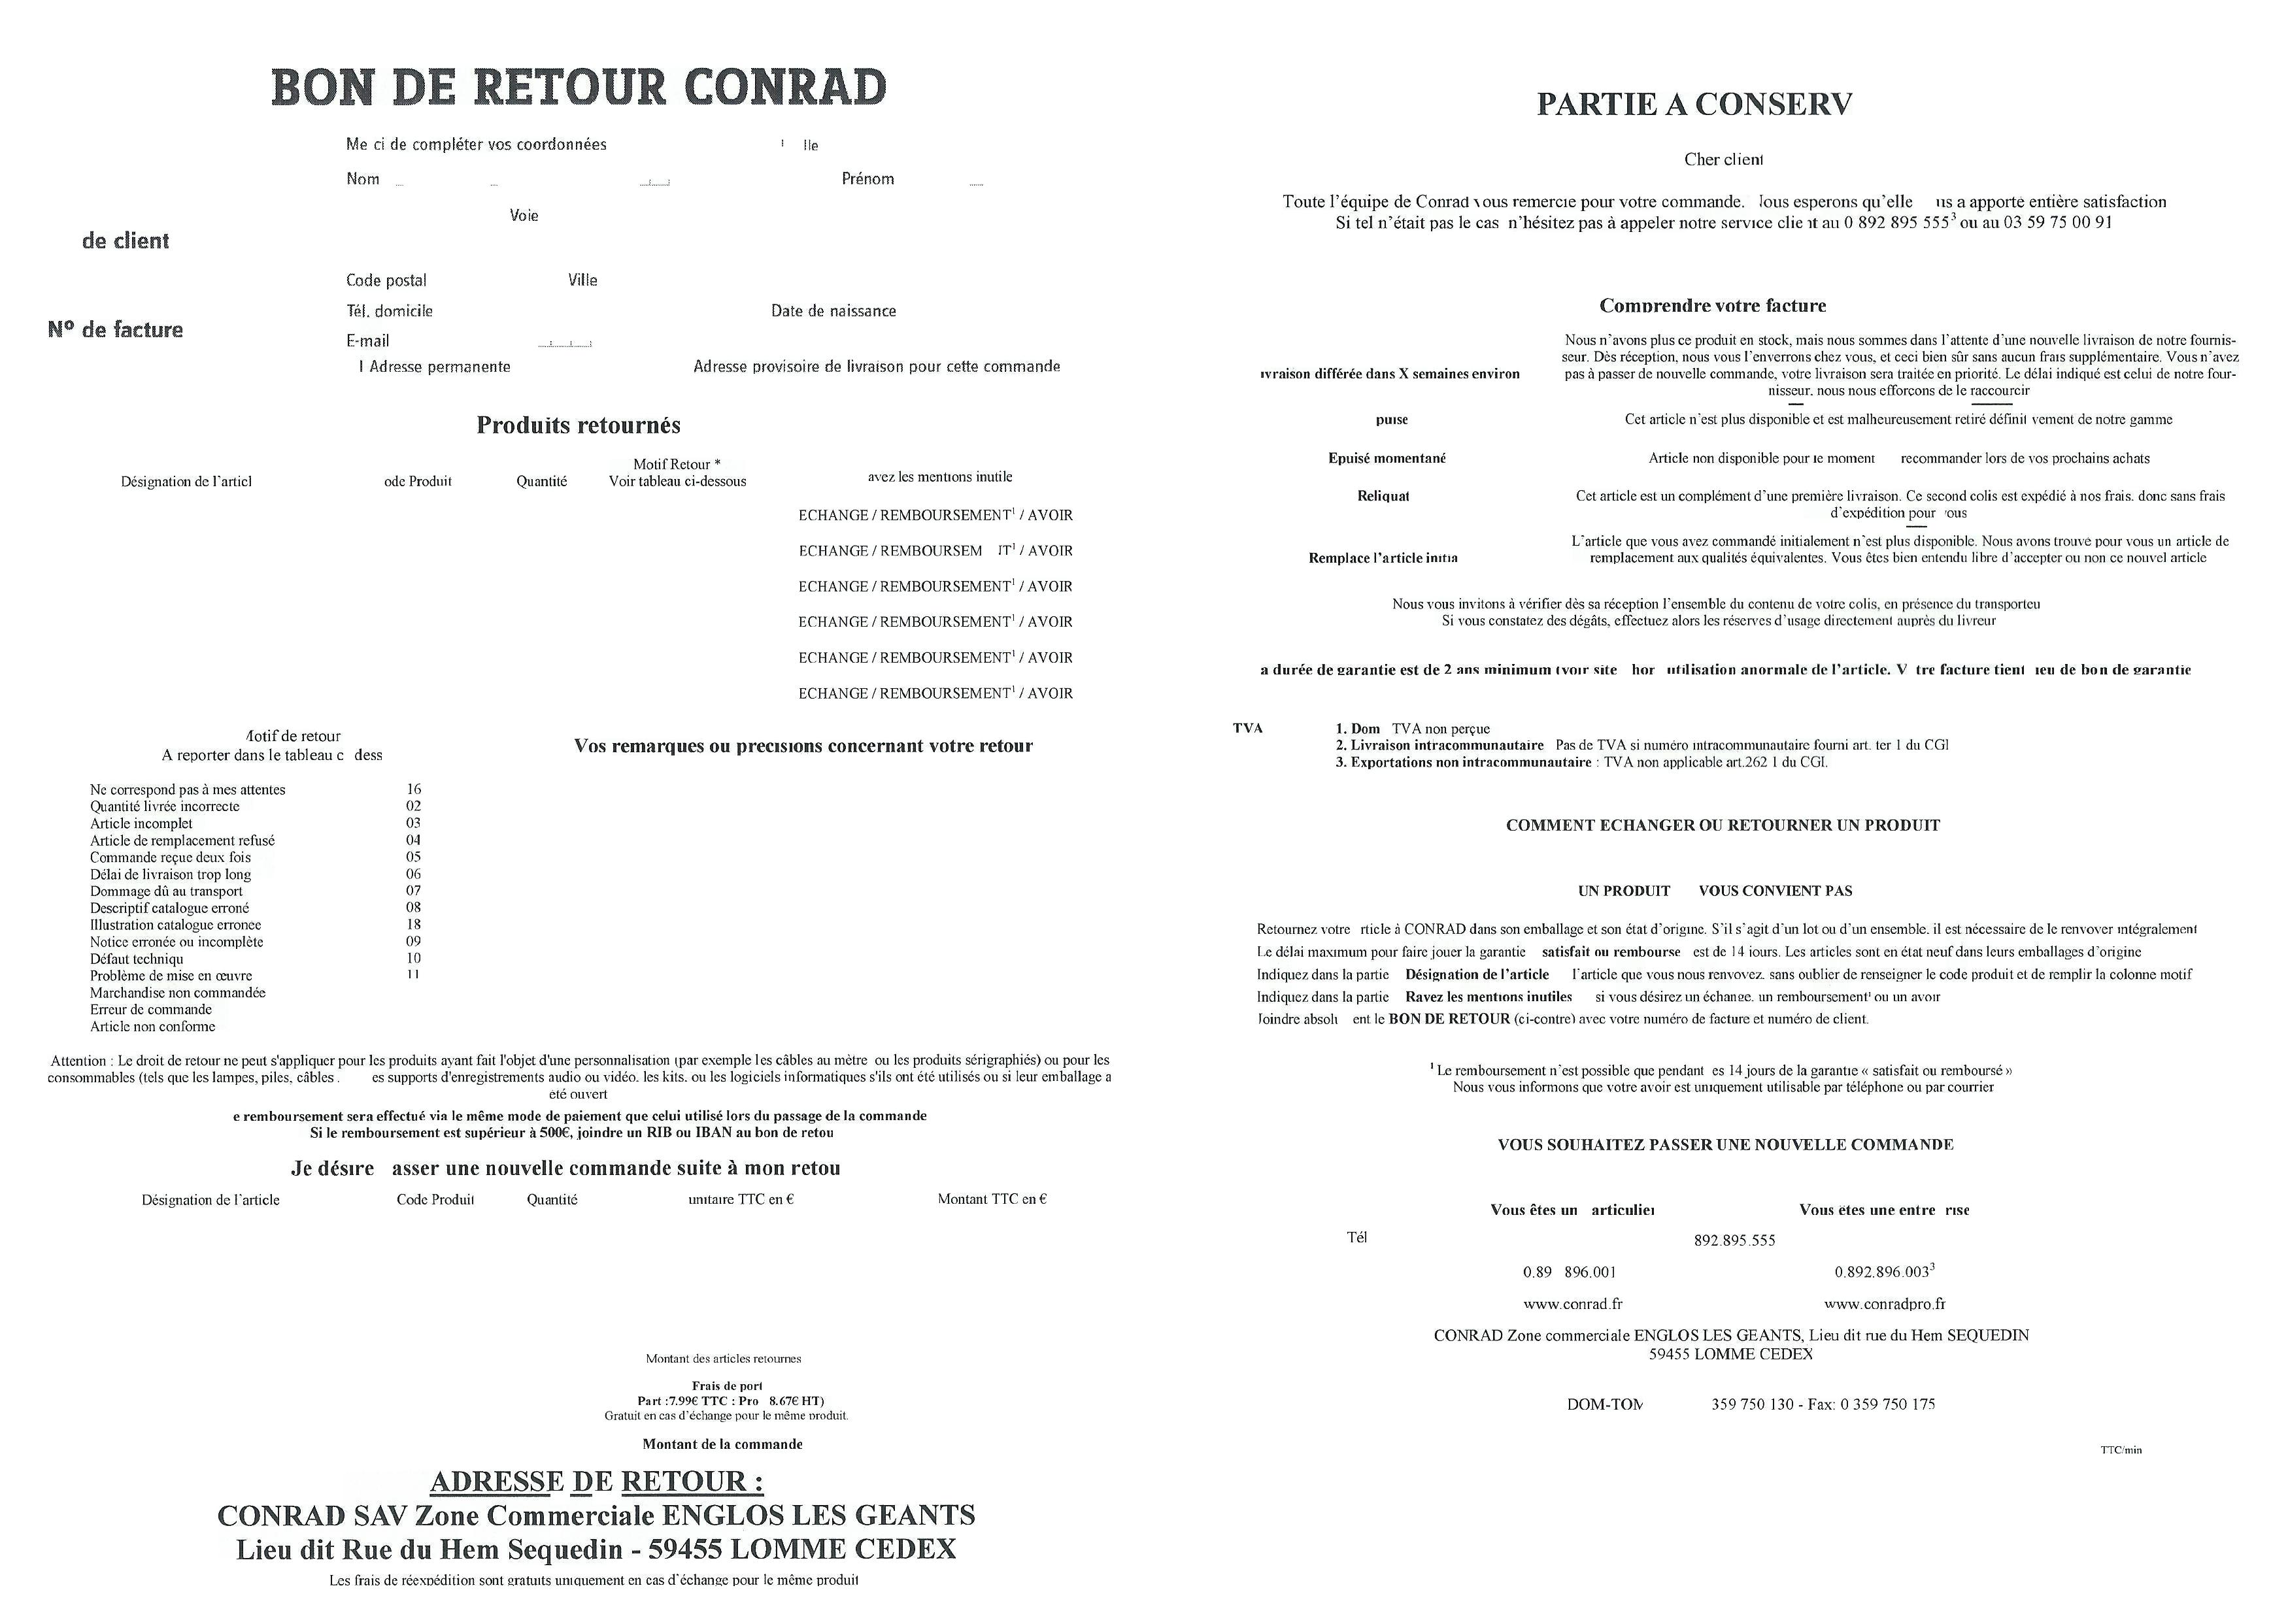 BON DE RETOUR CONRAD
Me ci de compléter vos coordonnées lle
Nom Prénom
Voie
de client
Code postal Ville
Tél. domicile Date de naissance
N° de facture
E-mail
Adresse permanente Adresse provisoire de livraison pour cette commande
Produits retournés
Motif Retour *
Désignation de l'articl ode Produit Quantité Voir tableau ci-dessous avez les mentions inutile
ECHANGE / REMBOURSEMENT¹ / AVOIR
ECHANGE / REMBOURSEM IT¹ / AVOIR
ECHANGE / REMBOURSEMENT¹ / AVOIR
ECHANGE / REMBOURSEMENT¹ / AVOIR
ECHANGE / REMBOURSEMENT¹ / AVOIR
ECHANGE / REMBOURSEMENT¹ / AVOIR
Motif de retour
A reporter dans le tableau c dess
Vos remarques ou precisions concernant votre retour
Ne correspond pas à mes attentes 16
Quantité livrée incorrecte 02
Article incomplet 03
Article de remplacement refusé 04
Commande reçue deux fois 05
Délai de livraison trop long 06
Dommage dû au transport 07
Descriptif catalogue erroné 08
Illustration catalogue erronee 18
Notice erronée ou incomplète 09
Défaut techniqu 10
Problème de mise en œuvre 11
Marchandise non commandée
Erreur de commande
Article non conforme
Attention : Le droit de retour ne peut s'appliquer pour les produits ayant fait l'objet d'une personnalisation (par exemple les câbles au mètre ou les produits sérigraphiés) ou pour les
consommables (tels que les lampes, piles, câbles . es supports d'enregistrements audio ou vidéo. les kits. ou les logiciels informatiques s'ils ont été utilisés ou si leur emballage a
été ouvert
e remboursement sera effectué via le même mode de paiement que celui utilisé lors du passage de la commande
Si le remboursement est supérieur à 500€, joindre un RIB ou IBAN au bon de retou
Je désire asser une nouvelle commande suite à mon retou
Désignation de l'article Code Produit Quantité unitaire TTC en € Montant TTC en €
Montant des articles retournes
Frais de port
Part :7.99€ TTC : Pro 8.67€ HT)
Gratuit en cas d'échange pour le même produit.
Montant de la commande
ADRESSE DE RETOUR :
CONRAD SAV Zone Commerciale ENGLOS LES GEANTS
Lieu dit Rue du Hem Sequedin - 59455 LOMME CEDEX
Les frais de réexpédition sont gratuits uniquement en cas d'échange pour le même produit
PARTIE A CONSERV
Cher client
Toute l'équipe de Conrad vous remercie pour votre commande. Nous esperons qu'elle us a apporte entière satisfaction
Si tel n'était pas le cas n'hésitez pas à appeler notre service clie nt au 0 892 895 555³ ou au 03 59 75 00 91
Comprendre votre facture
Nous n'avons plus ce produit en stock, mais nous sommes dans l'attente d'une nouvelle livraison de notre fournis-
seur. Dès réception, nous vous l'enverrons chez vous, et ceci bien sûr sans aucun frais supplémentaire. Vous n'avez
ivraison différée dans X semaines environ pas à passer de nouvelle commande, votre livraison sera traitée en priorité. Le délai indiqué est celui de notre four-
nisseur. nous nous efforcons de le raccourcir
puise Cet article n'est plus disponible et est malheureusement retiré définit vement de notre gamme
Epuisé momentané Article non disponible pour le moment recommander lors de vos prochains achats
Reliquat Cet article est un complément d'une première livraison. Ce second colis est expédié à nos frais. donc sans frais
d'expédition pour vous
L'article que vous avez commandé initialement n'est plus disponible. Nous avons trouve pour vous un article de
Remplace l'article initia remplacement aux qualités équivalentes. Vous êtes bien entendu libre d'accepter ou non ce nouvel article
Nous vous invitons à vérifier dès sa réception l'ensemble du contenu de votre colis, en présence du transporteu
Si vous constatez des dégâts, effectuez alors les réserves d'usage directement auprès du livreur
a durée de garantie est de 2 ans minimum (voir site hor utilisation anormale de l'article. V tre facture tient ieu de bon de garantie
TVA 1. Dom TVA non perçue
2. Livraison intracommunautaire Pas de TVA si numéro intracommunautaire fourni art. ter 1 du CGI
3. Exportations non intracommunautaire : TVA non applicable art.262 1 du CGI.
COMMENT ECHANGER OU RETOURNER UN PRODUIT
UN PRODUIT VOUS CONVIENT PAS
Retournez votre rticle à CONRAD dans son emballage et son état d'origine. S'il s'agit d'un lot ou d'un ensemble. il est nécessaire de le renvoyer intégralement
Le délai maximum pour faire jouer la garantie satisfait ou rembourse est de 14 jours. Les articles sont en état neuf dans leurs emballages d'origine
Indiquez dans la partie Désignation de l'article l'article que vous nous renvoyez. sans oublier de renseigner le code produit et de remplir la colonne motif
Indiquez dans la partie Rayez les mentions inutiles si vous désirez un échange. un remboursement¹ ou un avoir
Joindre absolu ent le BON DE RETOUR (ci-contre) avec votre numéro de facture et numéro de client.
¹ Le remboursement n'est possible que pendant es 14 jours de la garantie « satisfait ou remboursé »
Nous vous informons que votre avoir est uniquement utilisable par téléphone ou par courrier
VOUS SOUHAITEZ PASSER UNE NOUVELLE COMMANDE
Vous êtes un articulier Vous êtes une entre rise
Tél 892.895.555
0.89 896.001 0.892.896.003³
www.conrad.fr www.conradpro.fr
CONRAD Zone commerciale ENGLOS LES GEANTS, Lieu dit rue du Hem SEQUEDIN
59455 LOMME CEDEX
DOM-TOM 359 750 130 - Fax: 0 359 750 175
TTC/min